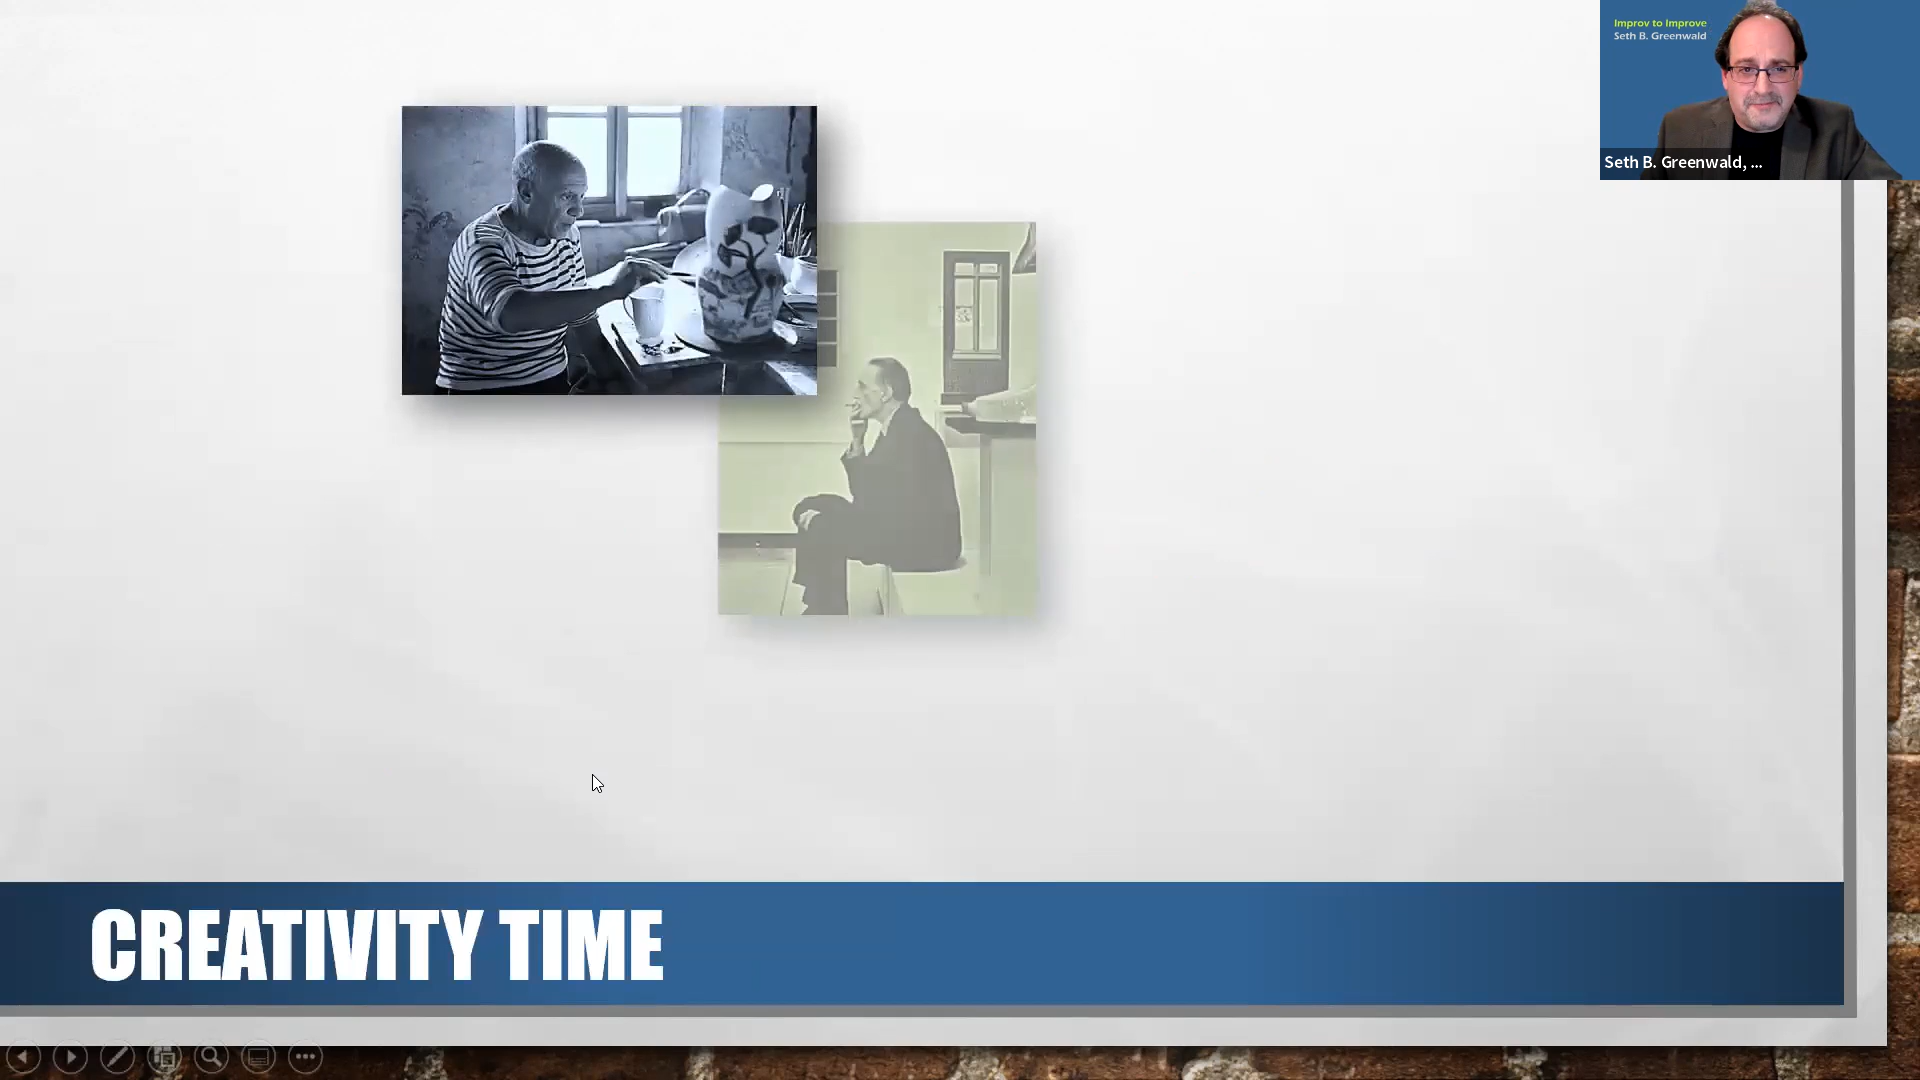 Improv to Improve
Seth B. Greenwald
Seth B. Greenwald, ...
CREATIVITY TIME